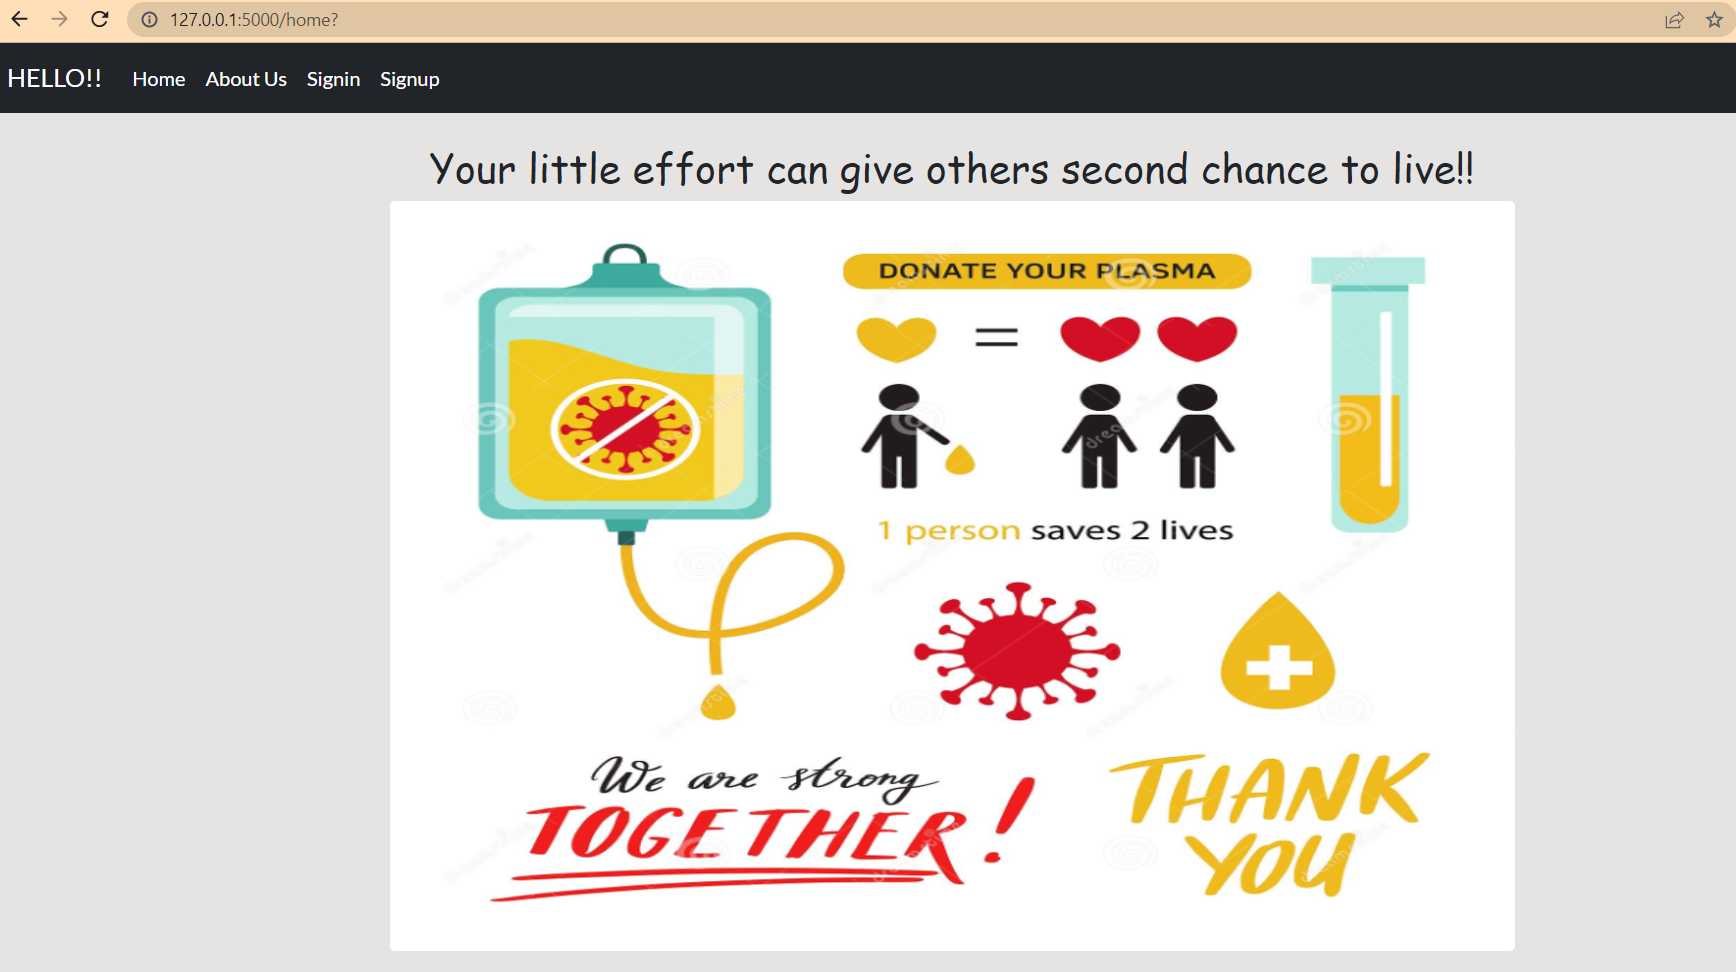 127.0.0.1:5000/home?
HELLO!! Home About Us Signin Signup
Your little effort can give others second chance to live!!
DONATE YOUR PLASMA
=
1 person saves 2 lives
We are strong
TOGETHER!
THANK
YOU
dreamstime